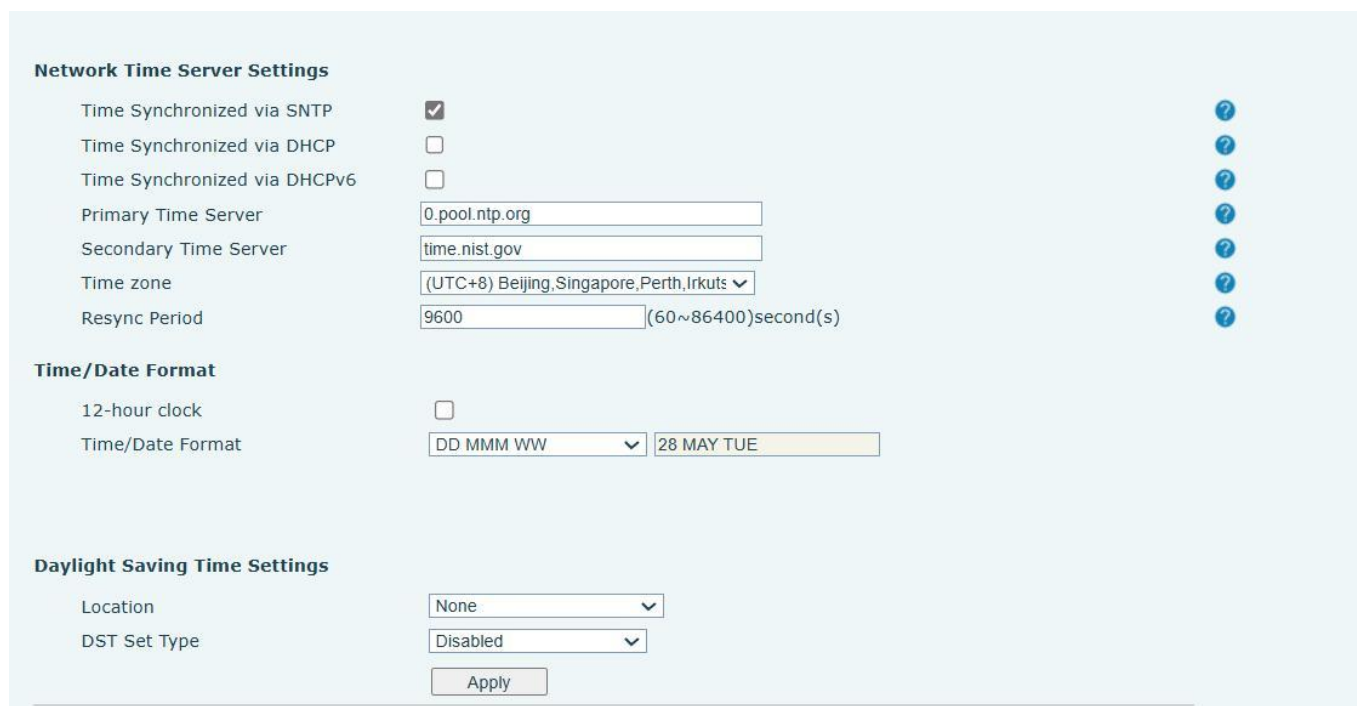 Network Time Server Settings
Time Synchronized via SNTP
Time Synchronized via DHCP
Time Synchronized via DHCPv6
Primary Time Server 0.pool.ntp.org
Secondary Time Server time.nist.gov
Time zone (UTC+8) Beijing,Singapore,Perth,Irkuts
Resync Period 9600 (60~86400)second(s)
Time/Date Format
12-hour clock
Time/Date Format DD MMM WW 28 MAY TUE
Daylight Saving Time Settings
Location None
DST Set Type Disabled
Apply